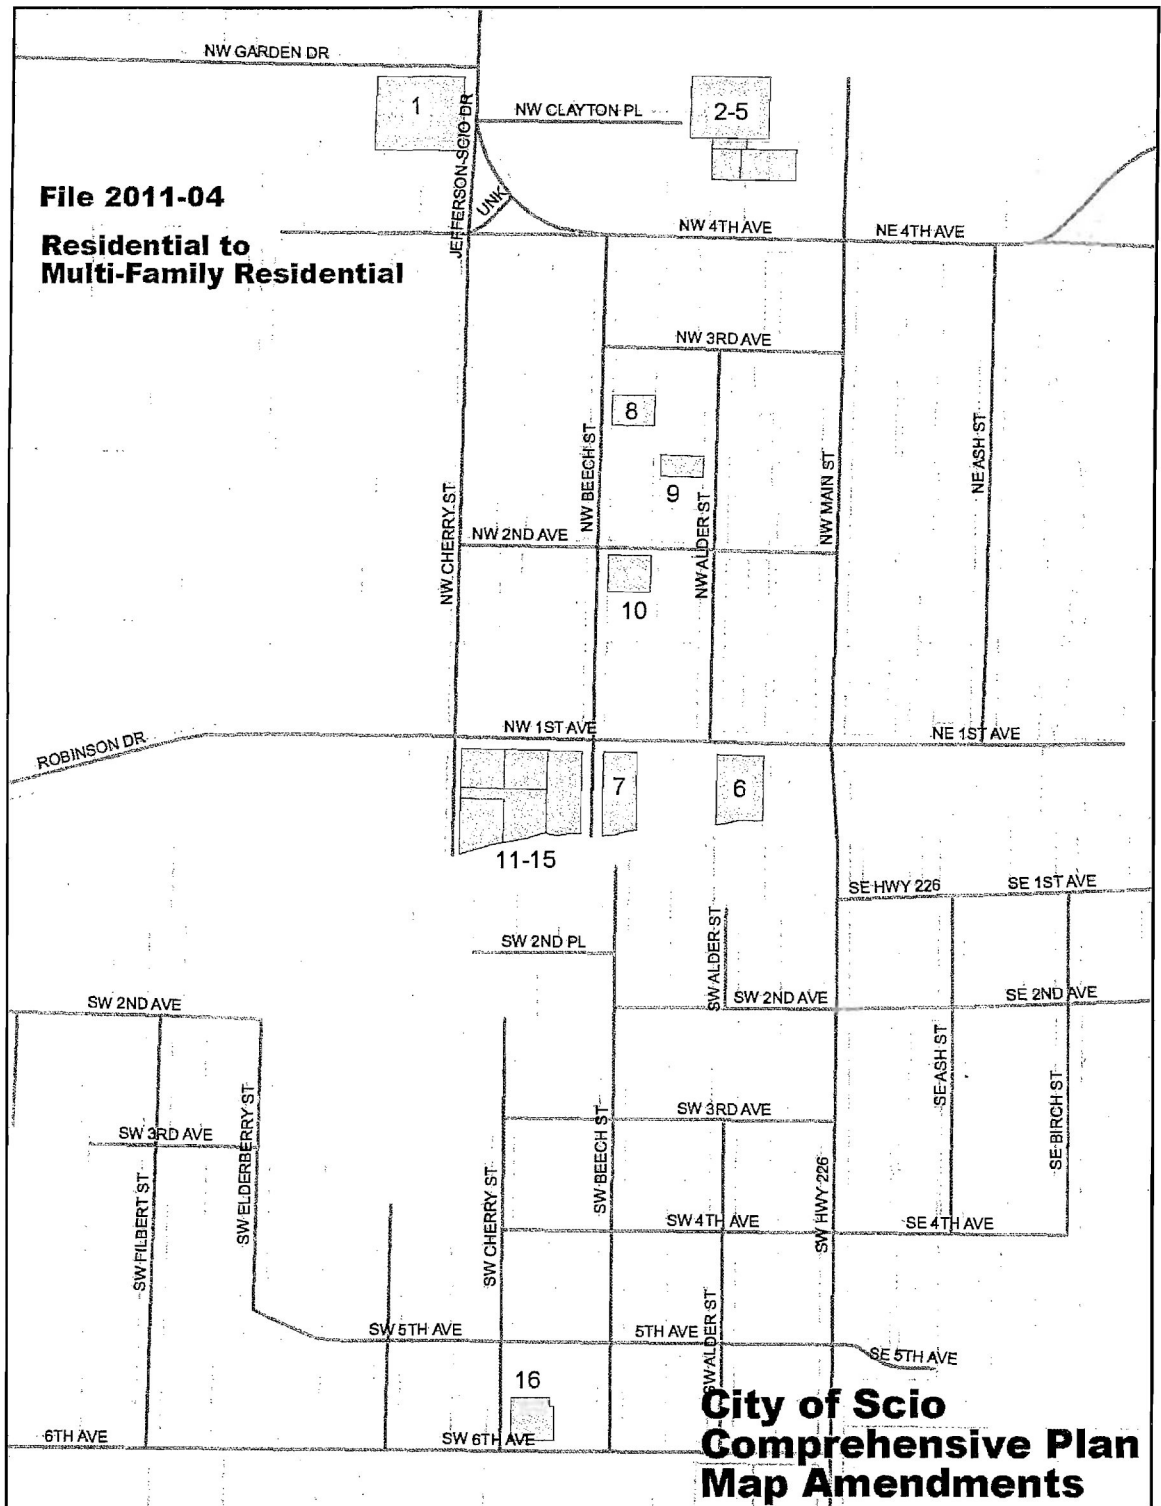 NW GARDEN DR
1
NW CLAYTON PL
2-5
JEFFERSON-SCIO DR
UNK
File 2011-04
Residential to
Multi-Family Residential
NW 4TH AVE
NE 4TH AVE
NW 3RD AVE
8
NW BEECH ST
9
NW ALDER ST
NW MAIN ST
NE ASH ST
NW CHERRY ST
NW 2ND AVE
10
NW 1ST AVE
NE 1ST AVE
ROBINSON DR
7
6
11-15
SE HWY 226
SE 1ST AVE
SW 2ND PL
SW ALDER ST
SW 2ND AVE
SW 2ND AVE
SE 2ND AVE
SE ASH ST
SE BIRCH ST
SW 3RD AVE
SW 3RD AVE
SW ELDERBERRY ST
SW FILBERT ST
SW CHERRY ST
SW BEECH ST
SW HWY 226
SW 4TH AVE
SE 4TH AVE
SW 5TH AVE
5TH AVE
SW ALDER ST
SE 5TH AVE
16
6TH AVE
SW 6TH AVE
City of Scio
Comprehensive Plan
Map Amendments